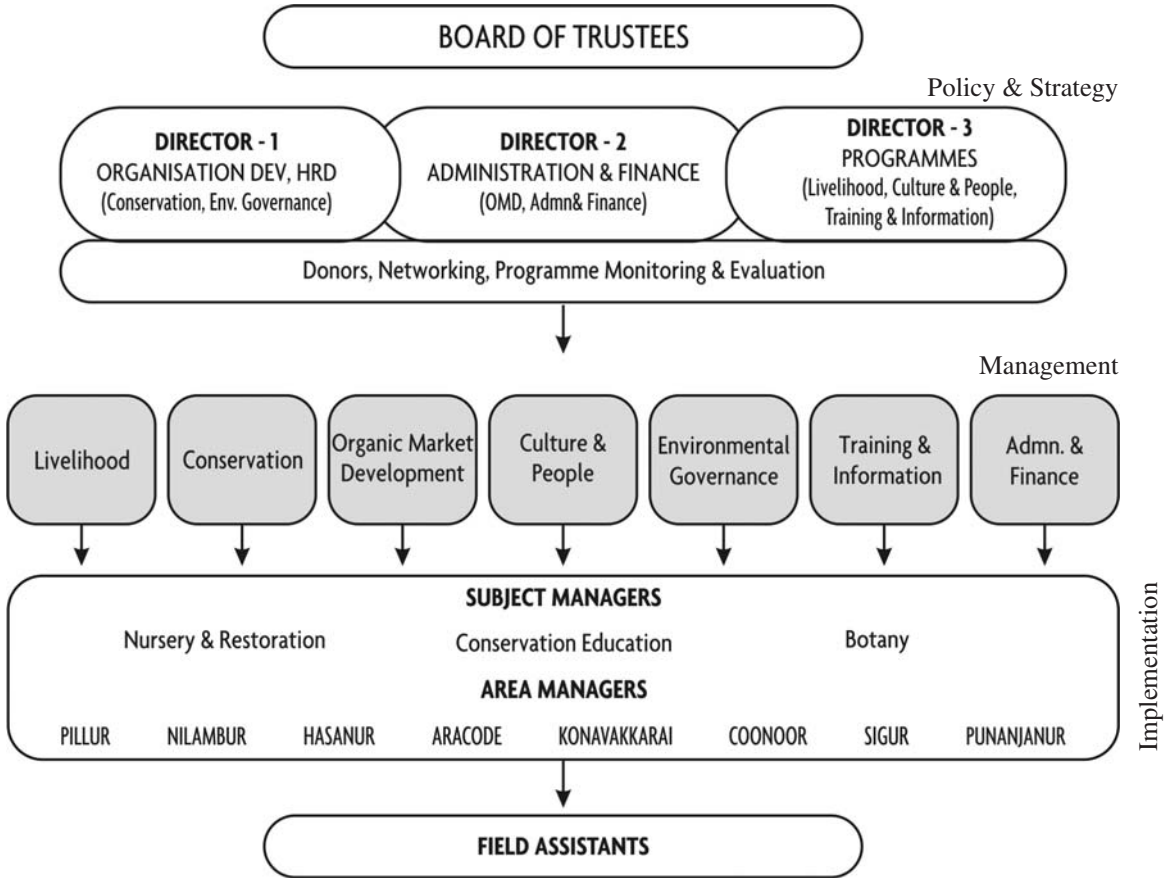 BOARD OF TRUSTEES
Policy & Strategy
DIRECTOR - 1
ORGANISATION DEV, HRD
(Conservation, Env. Governance)
DIRECTOR - 2
ADMINISTRATION & FINANCE
(OMD, Admn& Finance)
DIRECTOR - 3
PROGRAMMES
(Livelihood, Culture & People,
Training & Information)
Donors, Networking, Programme Monitoring & Evaluation
Management
Livelihood
Conservation
Organic Market
Development
Culture &
People
Environmental
Governance
Training &
Information
Admn. &
Finance
SUBJECT MANAGERS
Nursery & Restoration
Conservation Education
Botany
AREA MANAGERS
PILLUR NILAMBUR HASANUR ARACODE KONAVAKKARAI COONOOR SIGUR PUNANJANUR
Implementation
FIELD ASSISTANTS